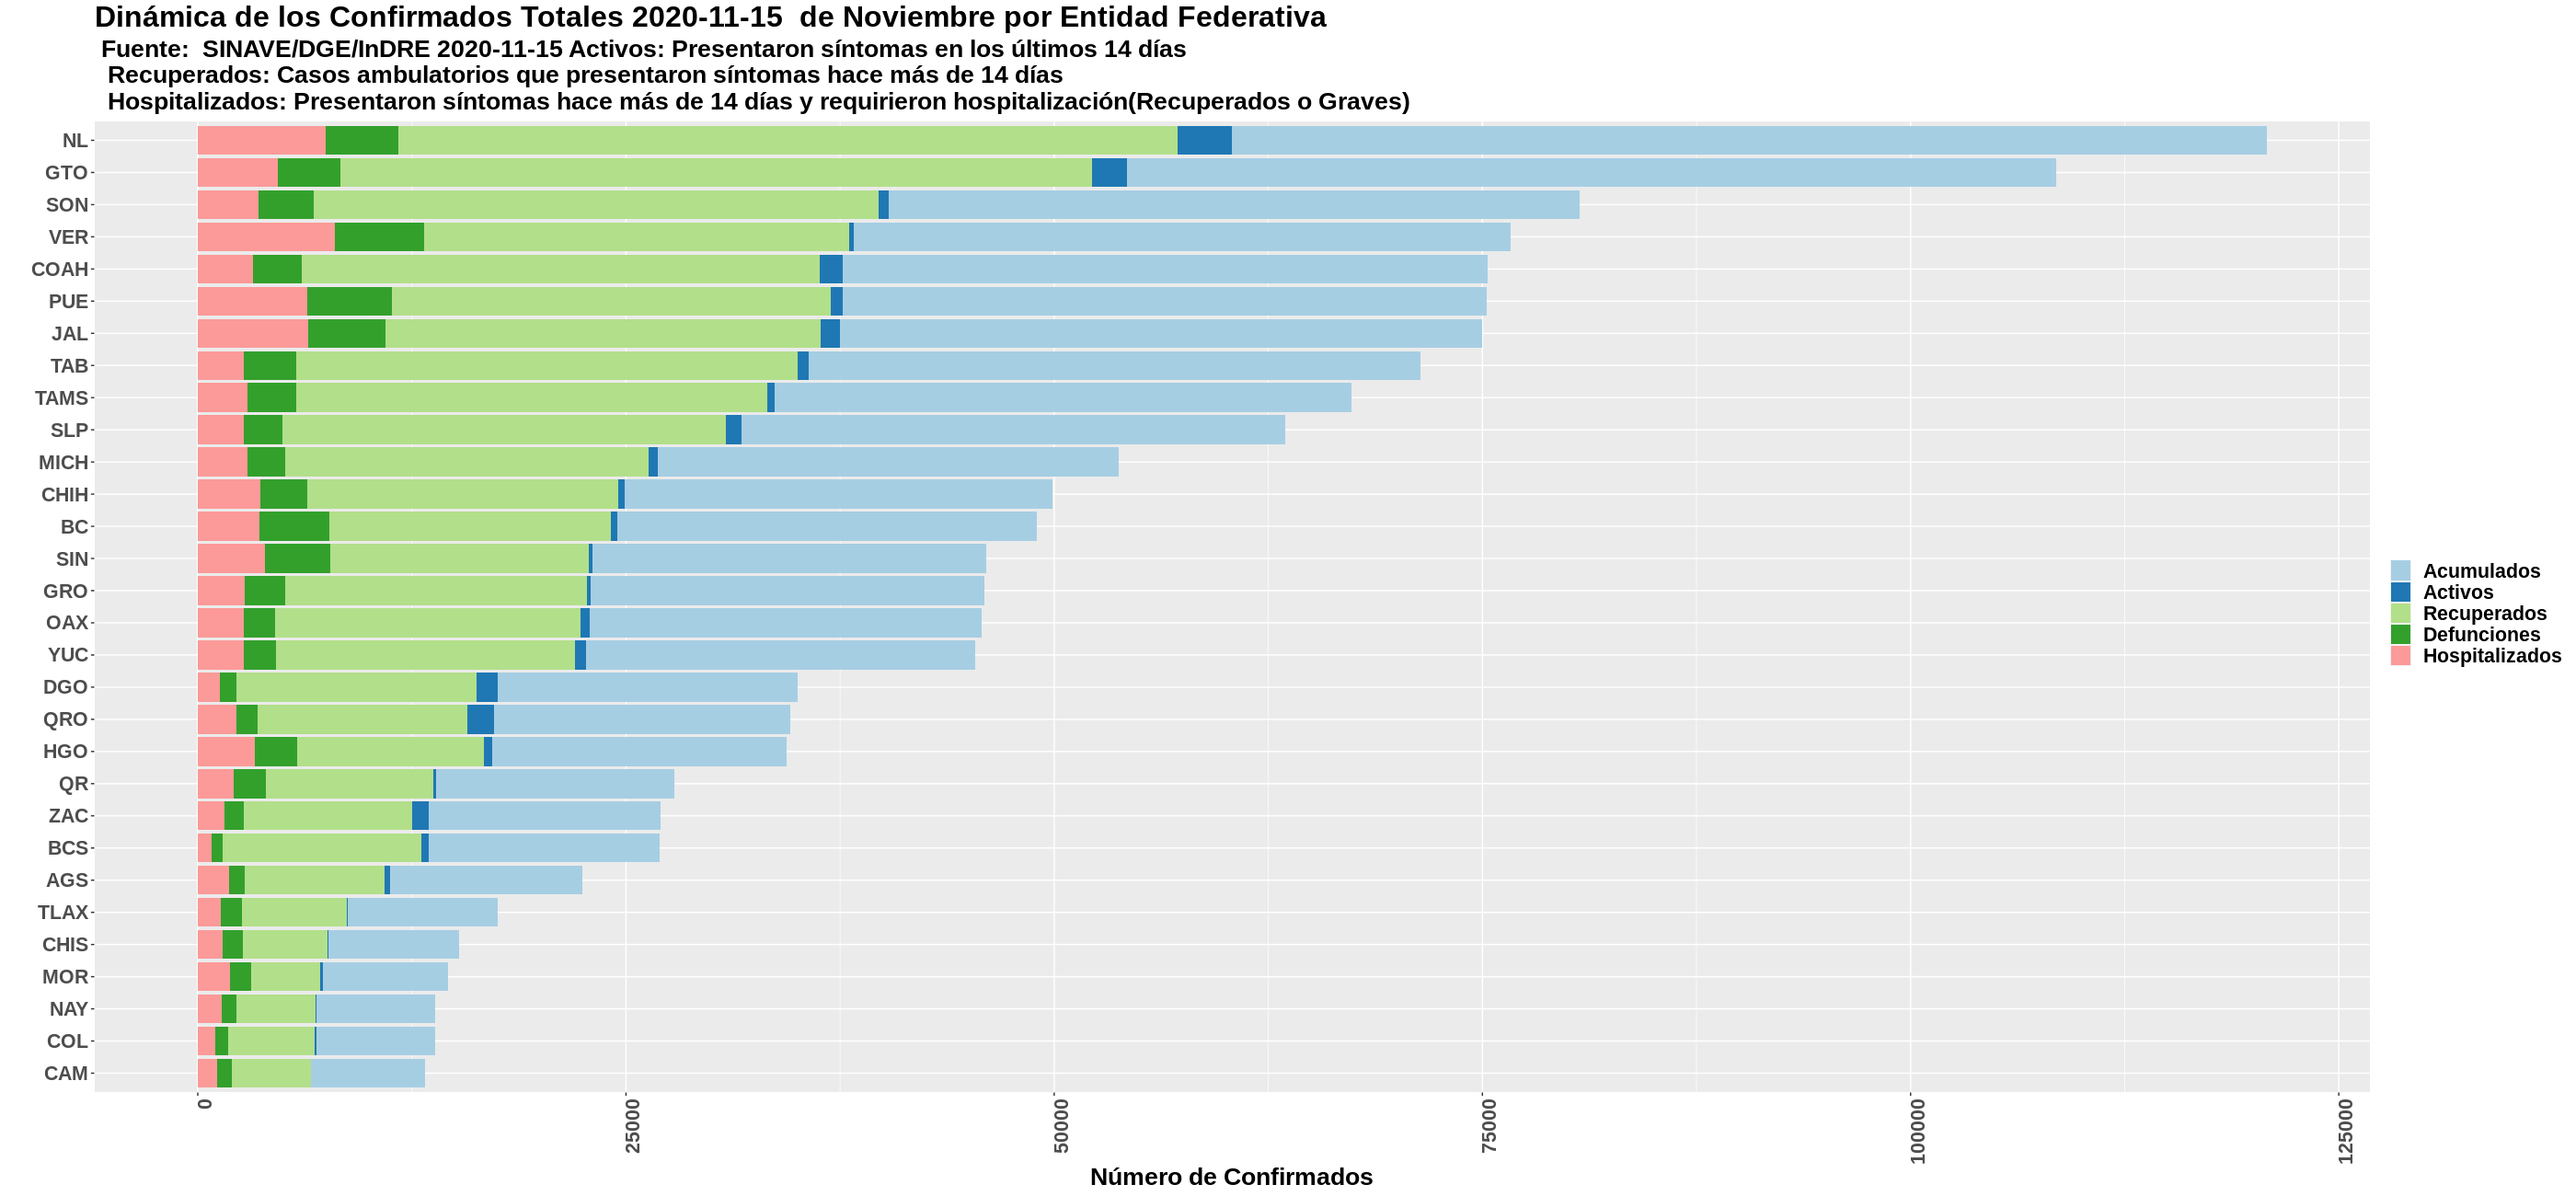 Dinámica de los Confirmados Totales 2020-11-15  de Noviembre por Entidad Federativa
Fuente:  SINAVE/DGE/InDRE 2020-11-15 Activos: Presentaron síntomas en los últimos 14 días
Recuperados: Casos ambulatorios que presentaron síntomas hace más de 14 días
Hospitalizados: Presentaron síntomas hace más de 14 días y requirieron hospitalización(Recuperados o Graves)
NL
GTO
SON
VER
COAH
PUE
JAL
TAB
TAMS
SLP
MICH
CHIH
BC
SIN
GRO
OAX
YUC
DGO
QRO
HGO
QR
ZAC
BCS
AGS
TLAX
CHIS
MOR
NAY
COL
CAM
0
25000
50000
75000
100000
125000
Número de Confirmados
Acumulados
Activos
Recuperados
Defunciones
Hospitalizados